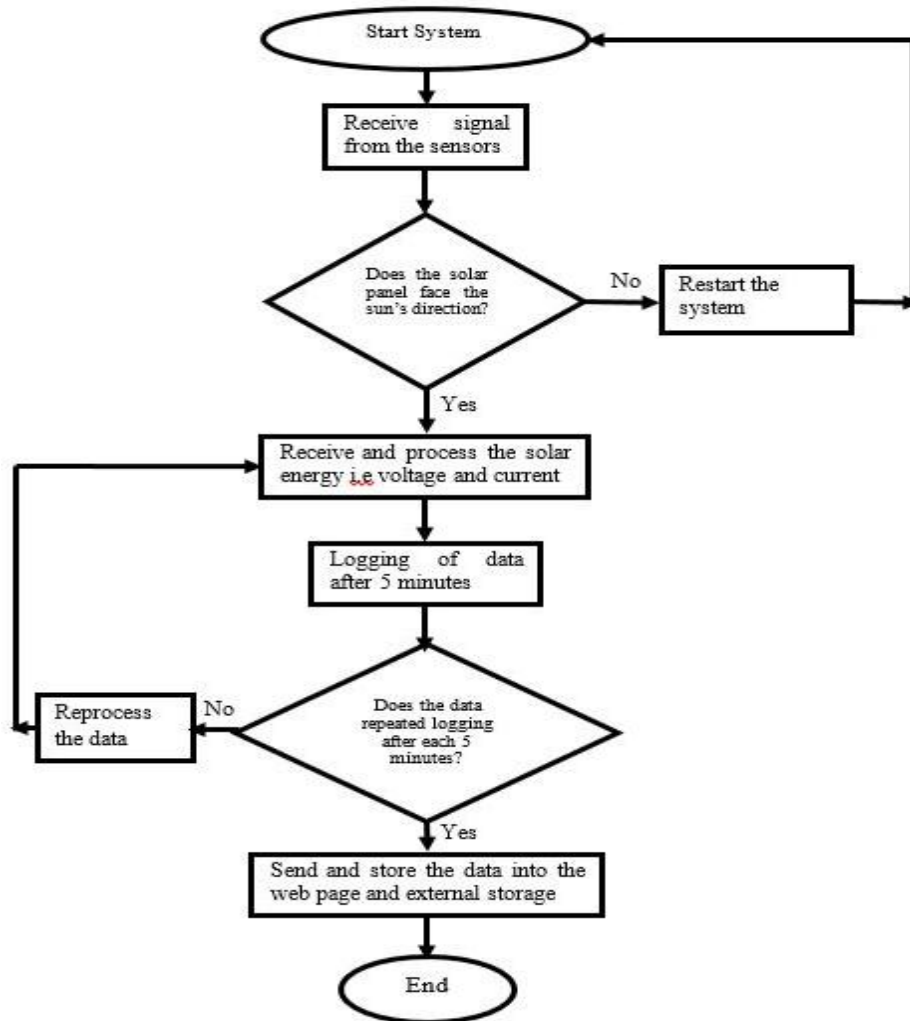 Start System
Receive signal
from the sensors
Does the solar
panel face the
sun's direction?
No
Restart the
system
Yes
Receive and process the solar
energy i.e voltage and current
Logging of data
after 5 minutes
Does the data
repeated logging
after each 5
minutes?
No
Reprocess
the data
Yes
Send and store the data into the
web page and external storage
End